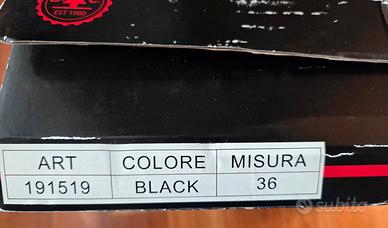 EST 1980
ART COLORE MISURA
191519 BLACK 36
subito